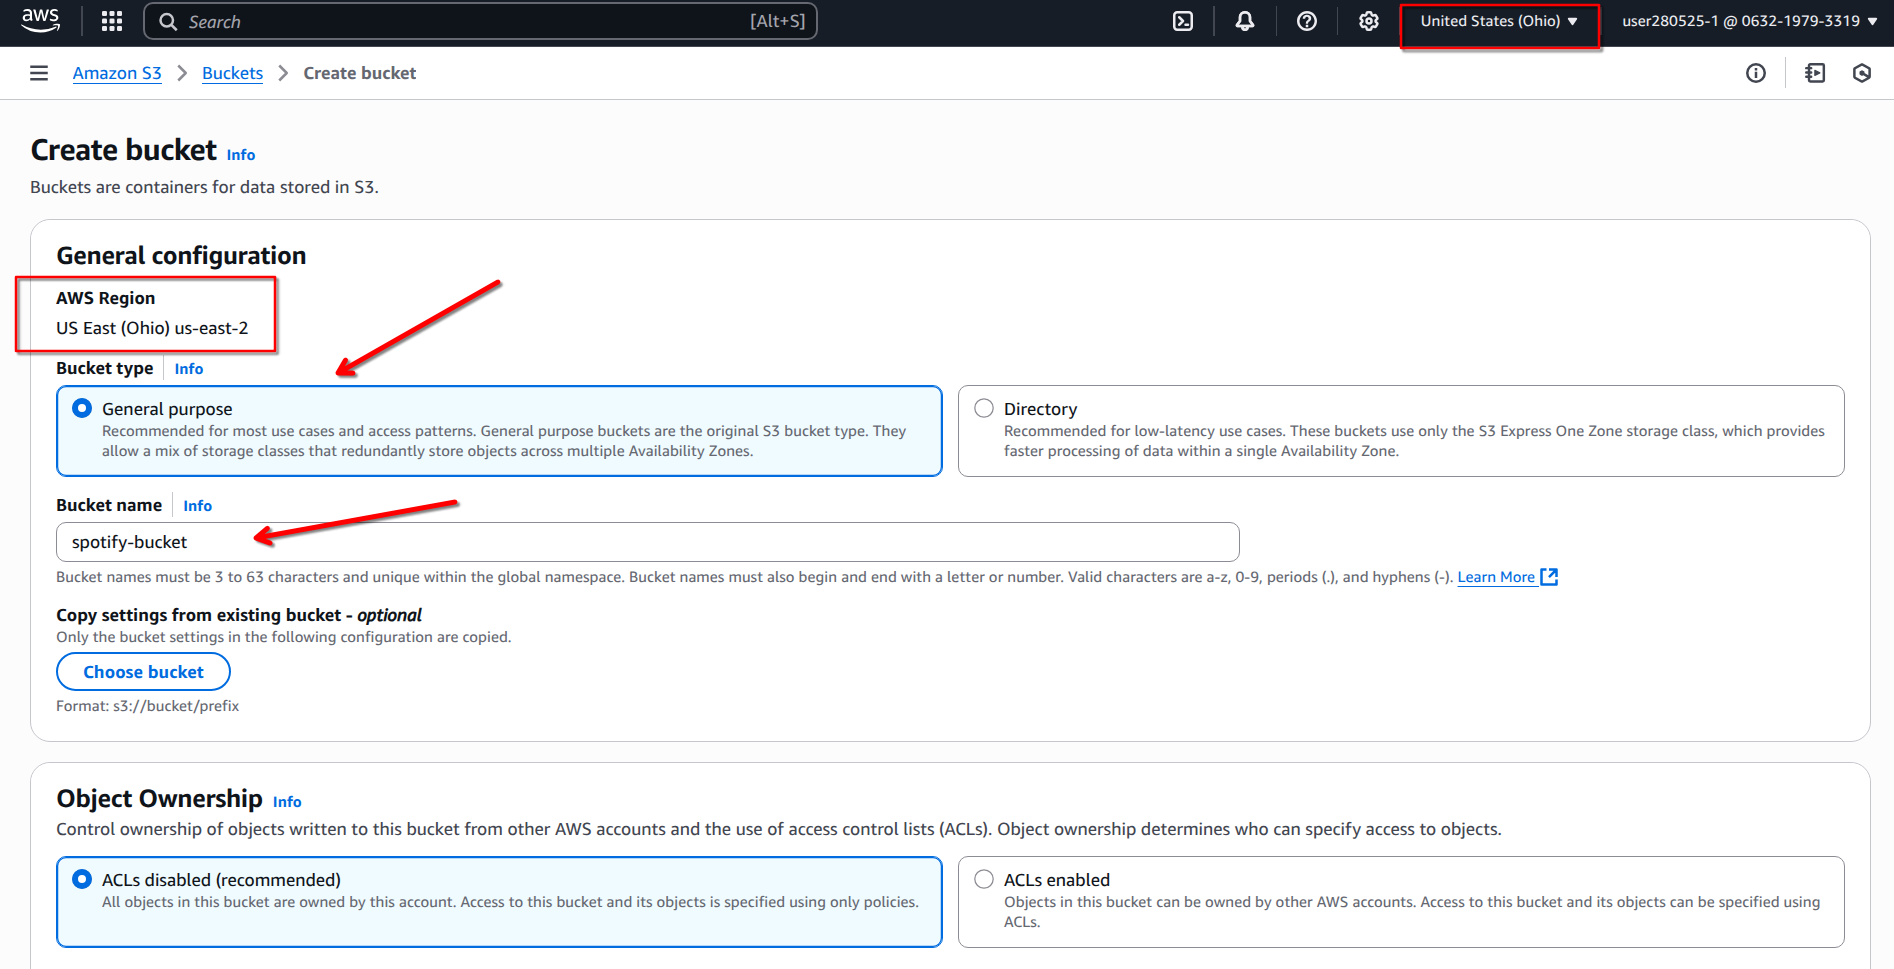 aws
Search
[Alt+S]
United States (Ohio)
user280525-1 @ 0632-1979-3319
Amazon S3
Buckets
Create bucket
Create bucket Info
Buckets are containers for data stored in S3.
General configuration
AWS Region
US East (Ohio) us-east-2
Bucket type Info
General purpose
Recommended for most use cases and access patterns. General purpose buckets are the original S3 bucket type. They
allow a mix of storage classes that redundantly store objects across multiple Availability Zones.
Directory
Recommended for low-latency use cases. These buckets use only the S3 Express One Zone storage class, which provides
faster processing of data within a single Availability Zone.
Bucket name Info
spotify-bucket
Bucket names must be 3 to 63 characters and unique within the global namespace. Bucket names must also begin and end with a letter or number. Valid characters are a-z, 0-9, periods (.), and hyphens (-). Learn More
Copy settings from existing bucket - optional
Only the bucket settings in the following configuration are copied.
Choose bucket
Format: s3://bucket/prefix
Object Ownership Info
Control ownership of objects written to this bucket from other AWS accounts and the use of access control lists (ACLs). Object ownership determines who can specify access to objects.
ACLs disabled (recommended)
All objects in this bucket are owned by this account. Access to this bucket and its objects is specified using only policies.
ACLs enabled
Objects in this bucket can be owned by other AWS accounts. Access to this bucket and its objects can be specified using
ACLs.